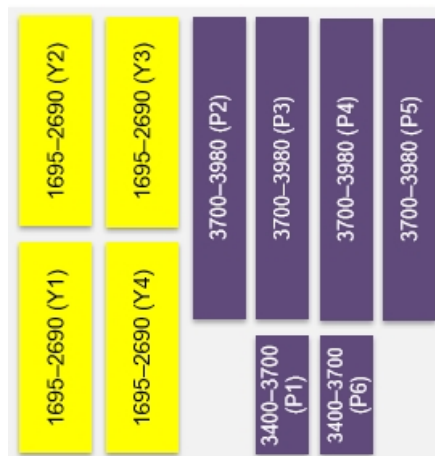 1695–2690 (Y2)
1695–2690 (Y3)
3700–3980 (P2)
3700–3980 (P3)
3700–3980 (P4)
3700–3980 (P5)
1695–2690 (Y1)
1695–2690 (Y4)
3400–3700
(P1)
3400–3700
(P6)